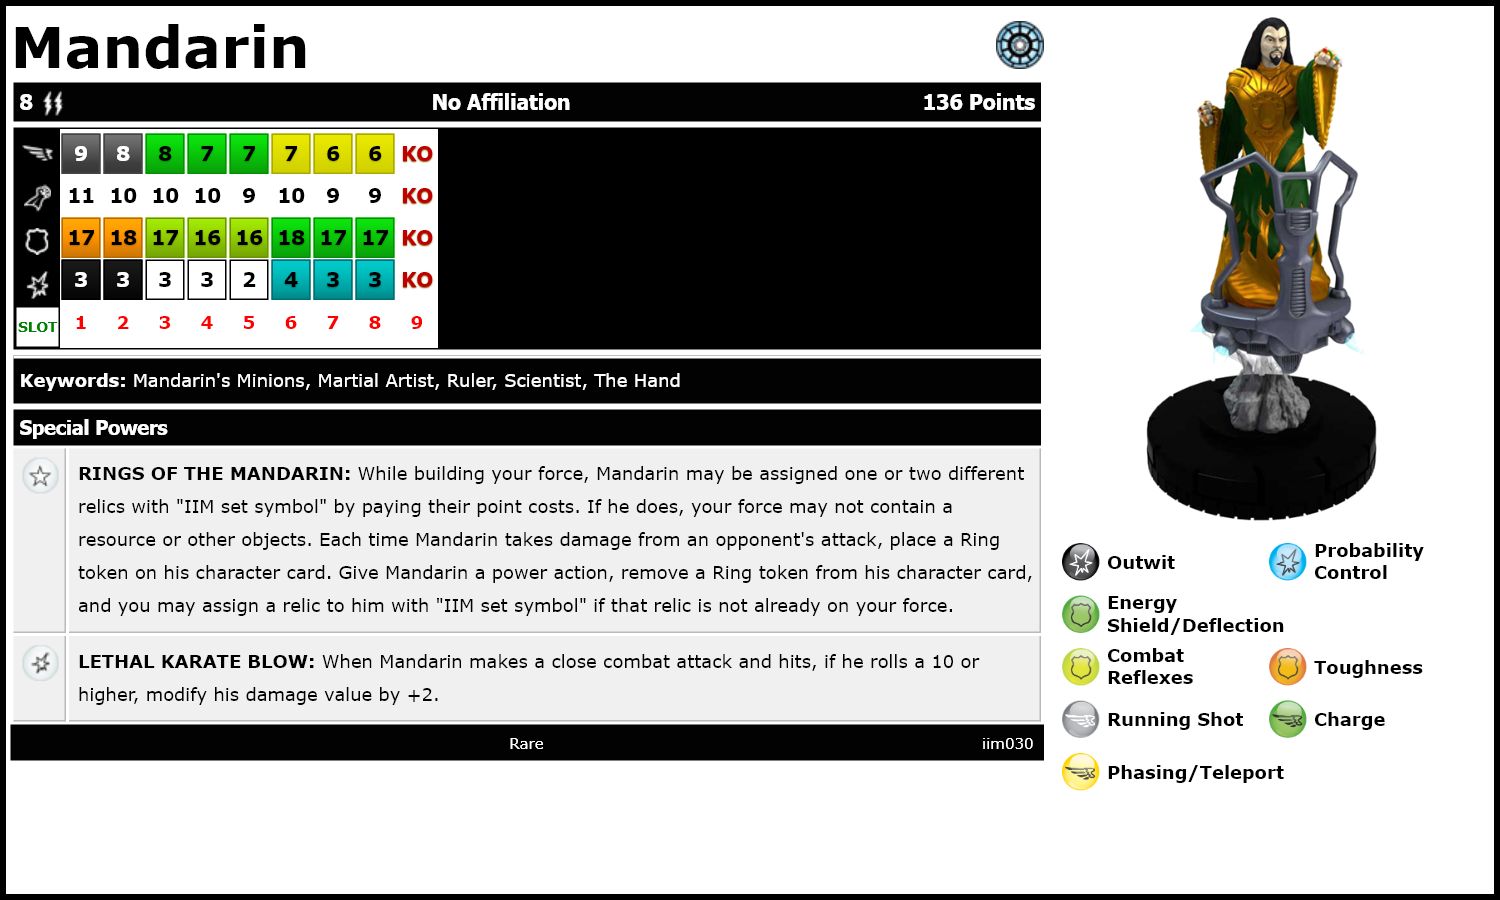 Mandarin
8 No Affiliation 136 Points
9 8 8 7 7 7 6 6 KO
11 10 10 10 9 10 9 9 KO
17 18 17 16 16 18 17 17 KO
3 3 3 3 2 4 3 3 KO
SLOT 1 2 3 4 5 6 7 8 9
Keywords: Mandarin's Minions, Martial Artist, Ruler, Scientist, The Hand
Special Powers
RINGS OF THE MANDARIN: While building your force, Mandarin may be assigned one or two different
relics with "IIM set symbol" by paying their point costs. If he does, your force may not contain a
resource or other objects. Each time Mandarin takes damage from an opponent's attack, place a Ring
token on his character card. Give Mandarin a power action, remove a Ring token from his character card,
and you may assign a relic to him with "IIM set symbol" if that relic is not already on your force.
LETHAL KARATE BLOW: When Mandarin makes a close combat attack and hits, if he rolls a 10 or
higher, modify his damage value by +2.
Rare iim030
Outwit
Probability
Control
Energy
Shield/Deflection
Combat
Reflexes
Toughness
Running Shot
Charge
Phasing/Teleport